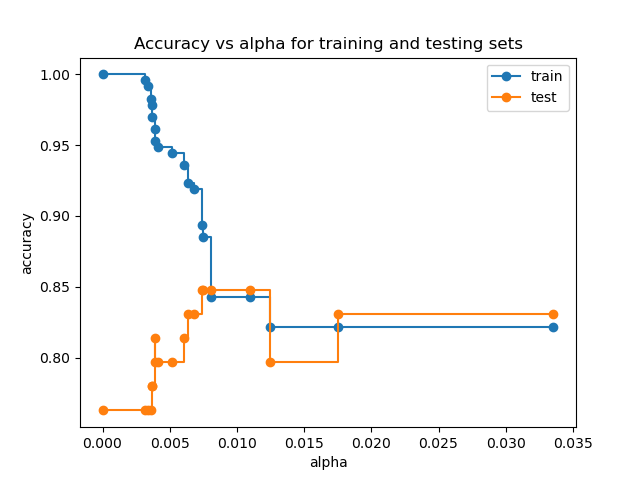 Accuracy vs alpha for training and testing sets
train
test
1.00
0.95
0.90
0.85
0.80
accuracy
0.000 0.005 0.010 0.015 0.020 0.025 0.030 0.035
alpha